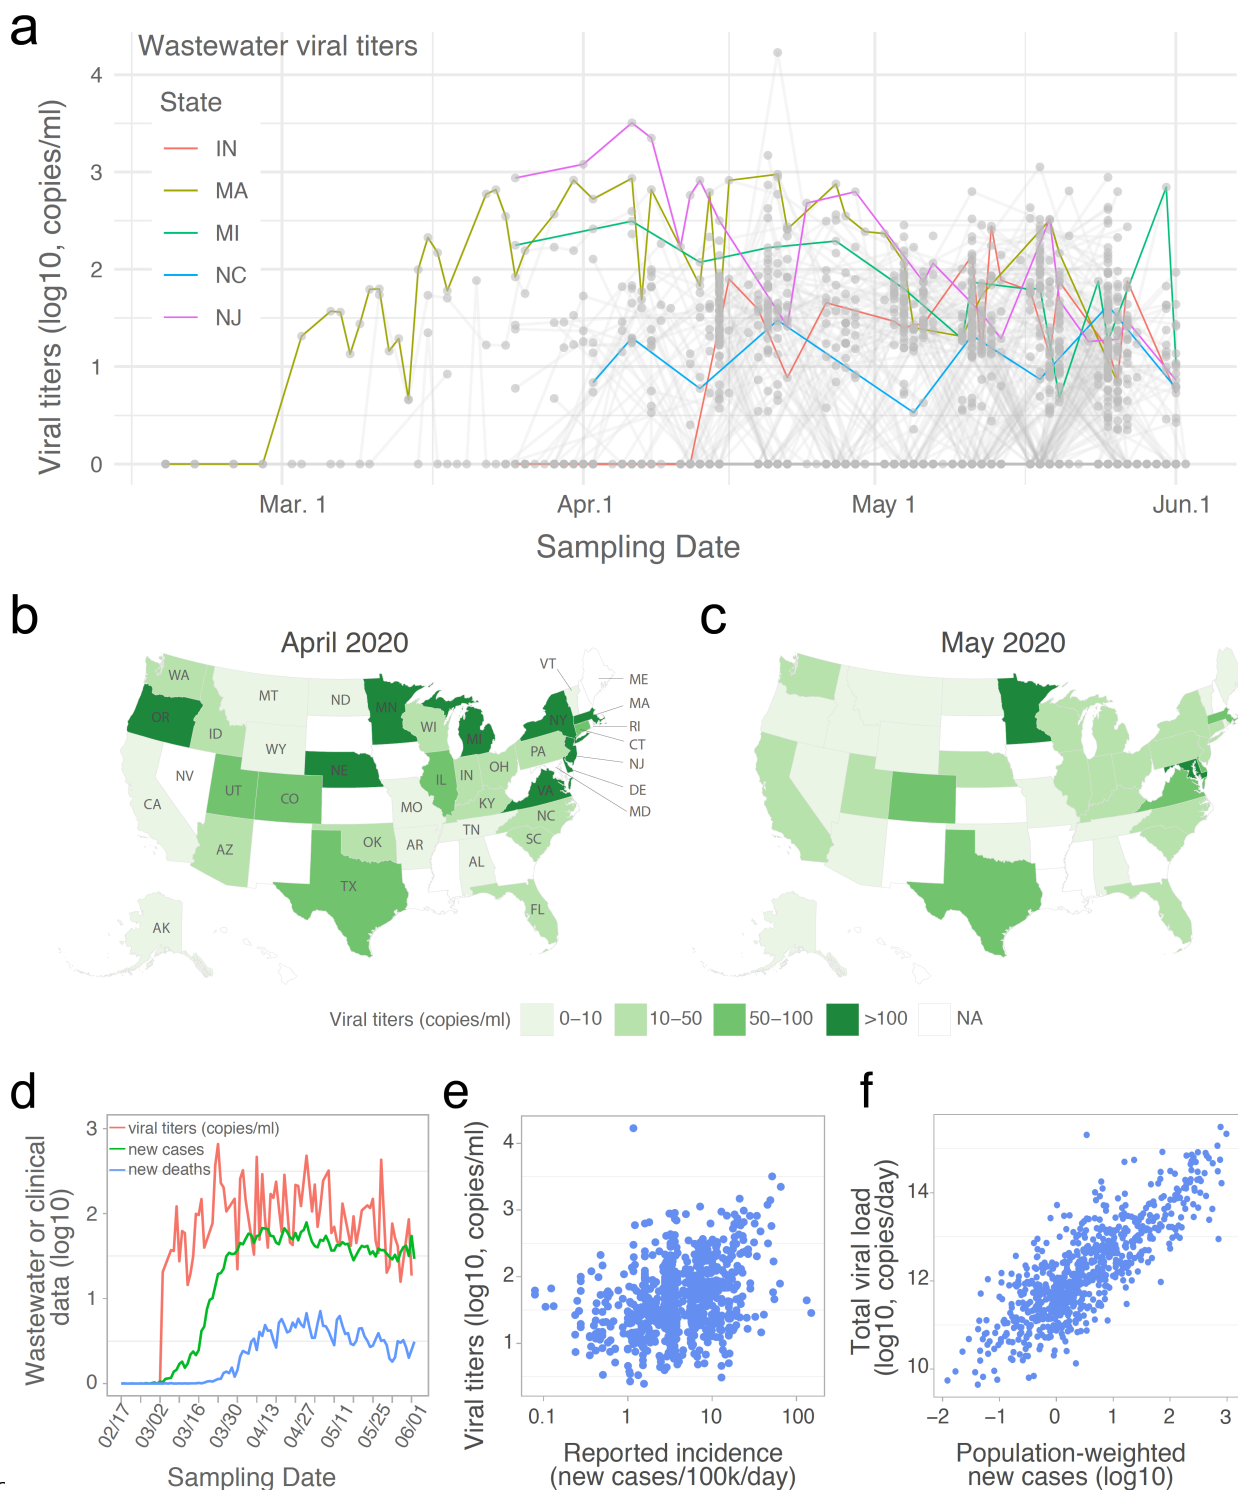 a
Wastewater viral titers
State
IN
MA
MI
NC
NJ
Viral titers (log10, copies/ml)
4
3
2
1
0
Mar. 1
Apr.1
May 1
Jun.1
Sampling Date
b
April 2020
WA
MT
ND
MN
OR
ID
WY
WI
MI
NY
VT
ME
MA
RI
CT
NJ
DE
MD
PA
NV
NE
CA
UT
CO
IL
IN
OH
VA
MO
KY
NC
TN
SC
AZ
OK
AR
AL
TX
FL
AK
c
May 2020
Viral titers (copies/ml)
0–10
10–50
50–100
>100
NA
d
Wastewater or clinical
data (log10)
viral titers (copies/ml)
new cases
new deaths
3
2
1
0
02/17
03/02
03/16
03/30
04/13
04/27
05/11
05/25
06/01
Sampling Date
e
Viral titers (log10, copies/ml)
4
3
2
1
0.1
1
10
100
Reported incidence
(new cases/100k/day)
f
Total viral load
(log10, copies/day)
14
12
10
−2
−1
0
1
2
3
Population-weighted
new cases (log10)